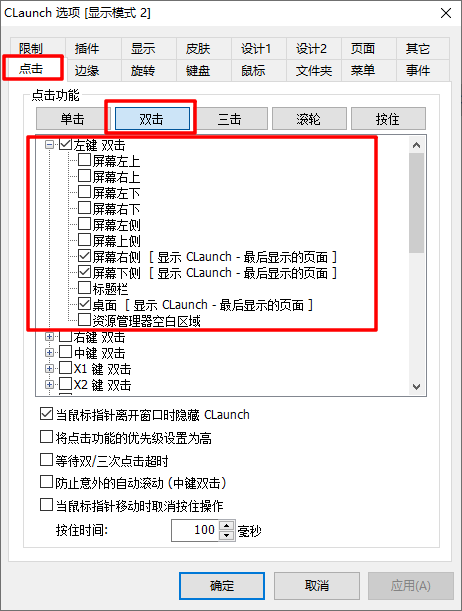 CLaunch 选项 [显示模式 2]
限制 插件 显示 皮肤 设计1 设计2 页面 其它
点击 边缘 旋转 键盘 鼠标 文件夹 菜单 事件
点击功能
单击 双击 三击 滚轮 按住
左键 双击
屏幕左上
屏幕右上
屏幕左下
屏幕右下
屏幕左侧
屏幕上侧
屏幕右侧 [ 显示 CLaunch - 最后显示的页面 ]
屏幕下侧 [ 显示 CLaunch - 最后显示的页面 ]
标题栏
桌面 [ 显示 CLaunch - 最后显示的页面 ]
资源管理器空白区域
右键 双击
中键 双击
X1 键 双击
X2 键 双击
当鼠标指针离开窗口时隐藏 CLaunch
将点击功能的优先级设置为高
等待双/三次点击超时
防止意外的自动滚动 (中键双击)
当鼠标指针移动时取消按住操作
按住时间: 100 毫秒
确定 取消 应用(A)